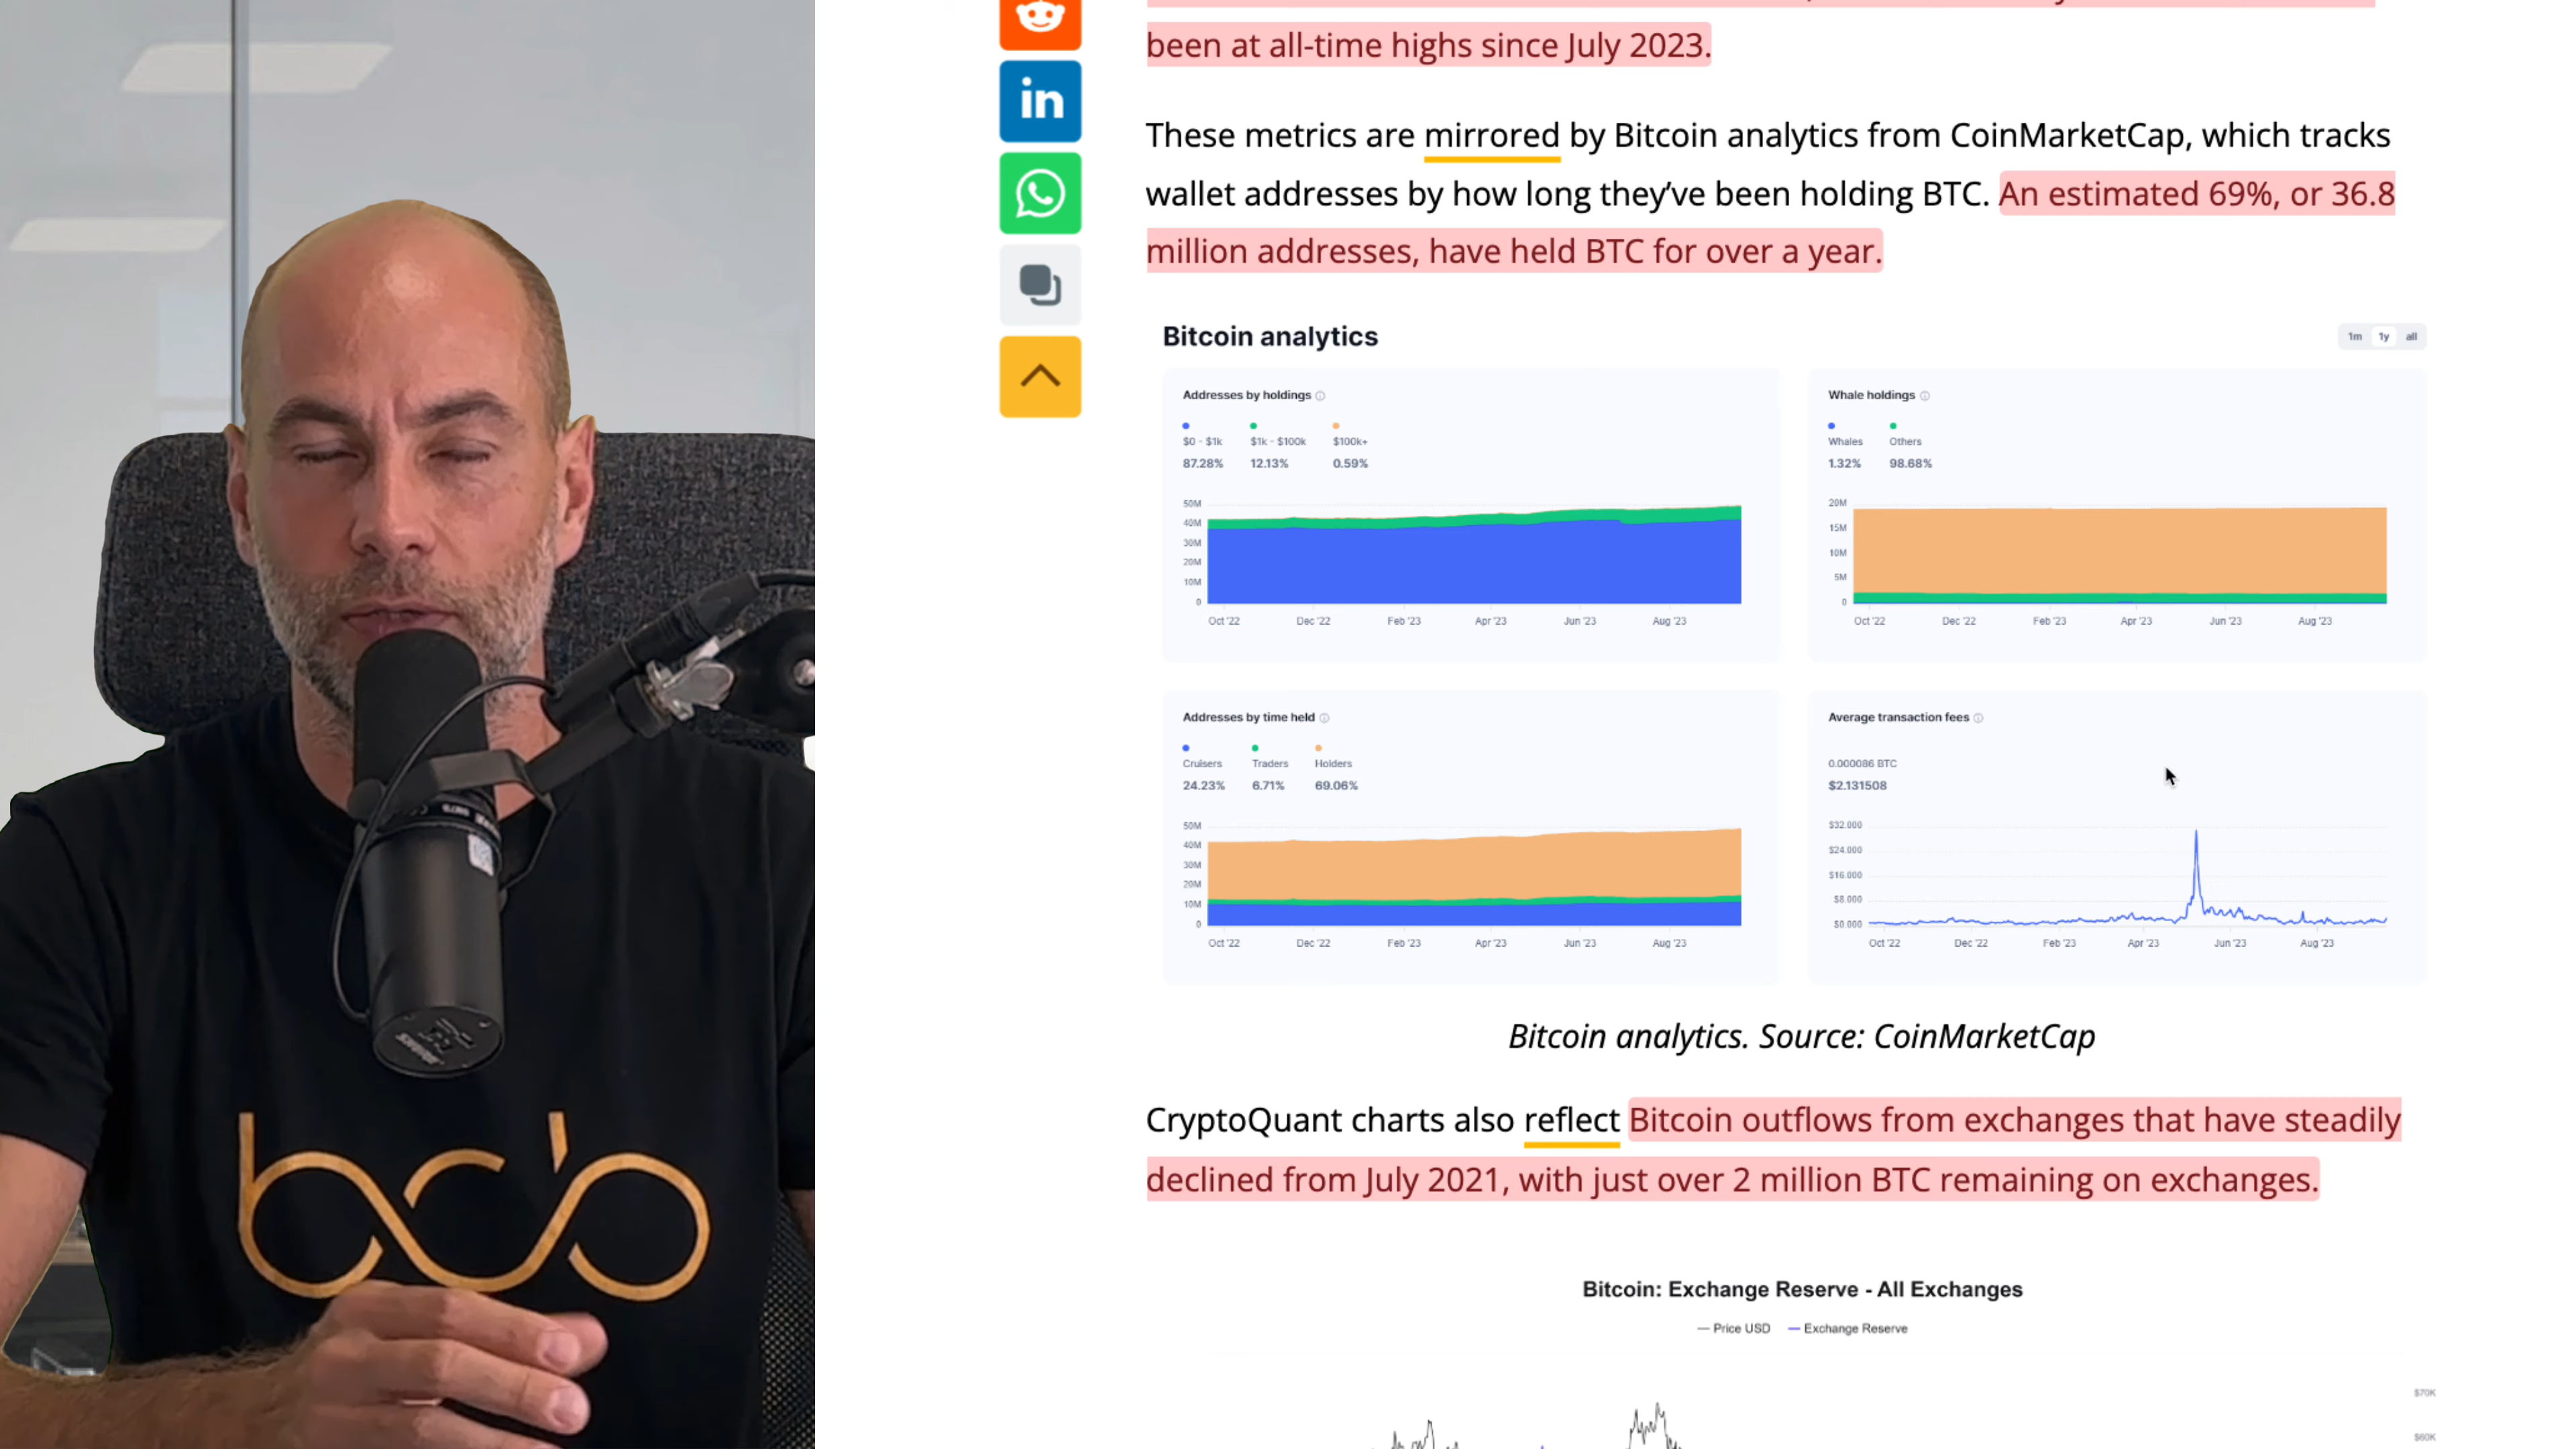 been at all-time highs since July 2023.
These metrics are mirrored by Bitcoin analytics from CoinMarketCap, which tracks
wallet addresses by how long they’ve been holding BTC. An estimated 69%, or 36.8
million addresses, have held BTC for over a year.
in
Bitcoin analytics
1m 1y all
Addresses by holdings
$0 - $1k $1k - $100k $100k+
87.28% 12.13% 0.59%
50M
40M
30M
20M
10M
0
Oct '22 Dec '22 Feb '23 Apr '23 Jun '23 Aug '23
Whale holdings
Whales Others
1.32% 98.68%
20M
15M
10M
5M
0
Oct '22 Dec '22 Feb '23 Apr '23 Jun '23 Aug '23
Addresses by time held
Cruisers Traders Holders
24.23% 6.71% 69.06%
50M
40M
30M
20M
10M
0
Oct '22 Dec '22 Feb '23 Apr '23 Jun '23 Aug '23
Average transaction fees
0.000086 BTC
$2.131508
$32.000
$24.000
$16.000
$8.000
$0.000
Oct '22 Dec '22 Feb '23 Apr '23 Jun '23 Aug '23
Bitcoin analytics. Source: CoinMarketCap
CryptoQuant charts also reflect Bitcoin outflows from exchanges that have steadily
declined from July 2021, with just over 2 million BTC remaining on exchanges.
Bitcoin: Exchange Reserve - All Exchanges
Price USD Exchange Reserve
$70K
$60K
bcb